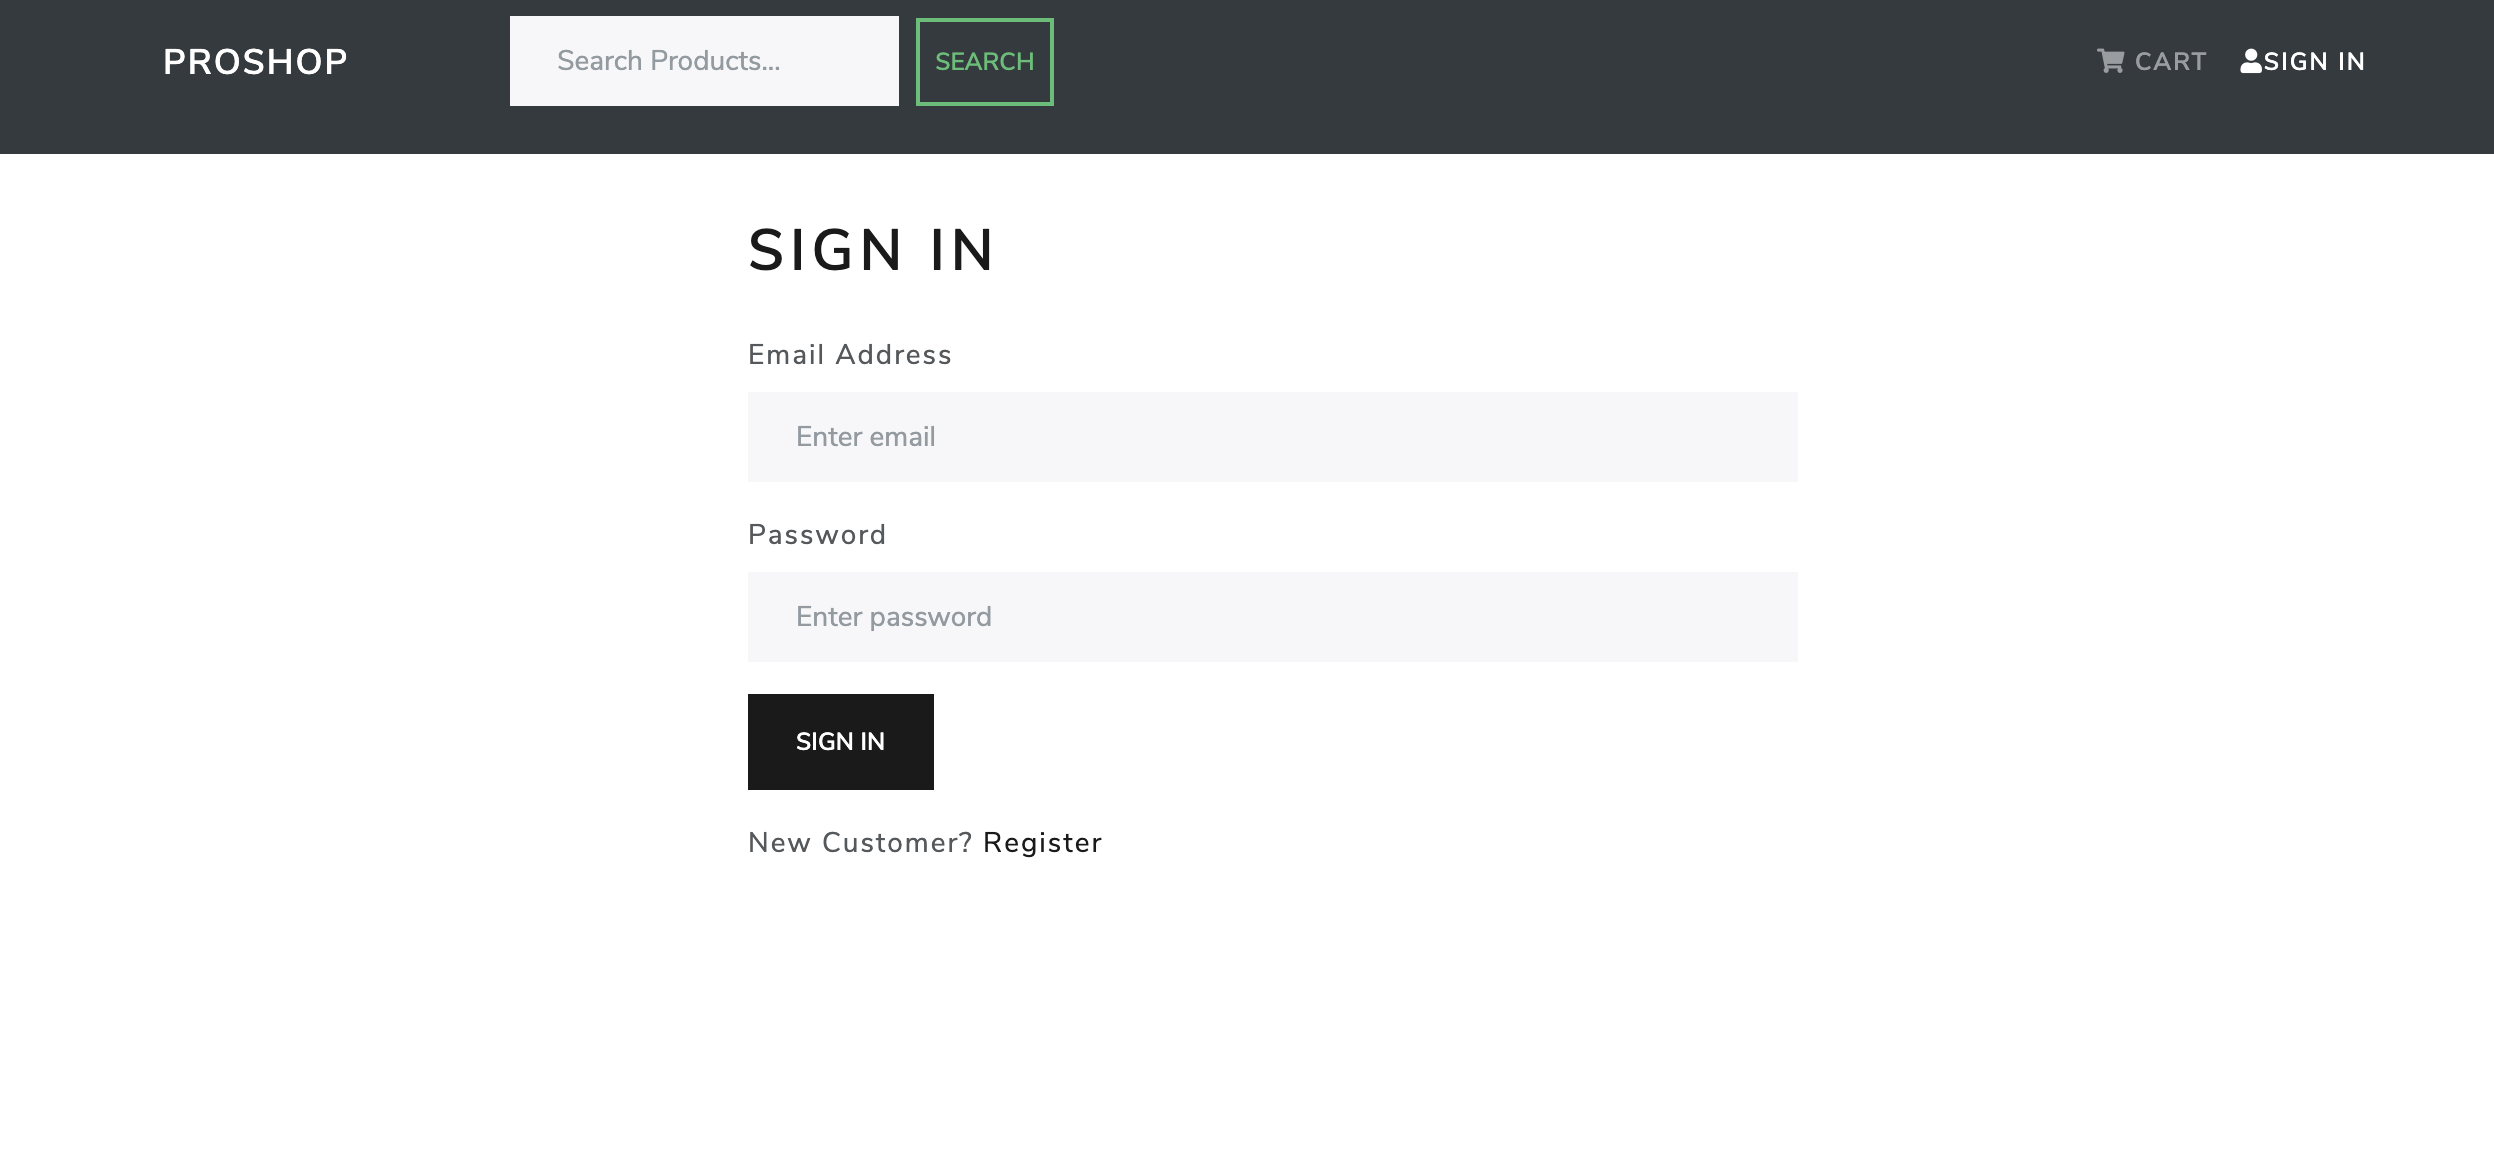 PROSHOP
Search Products...
SEARCH
CART
SIGN IN
SIGN IN
Email Address
Enter email
Password
Enter password
SIGN IN
New Customer? Register